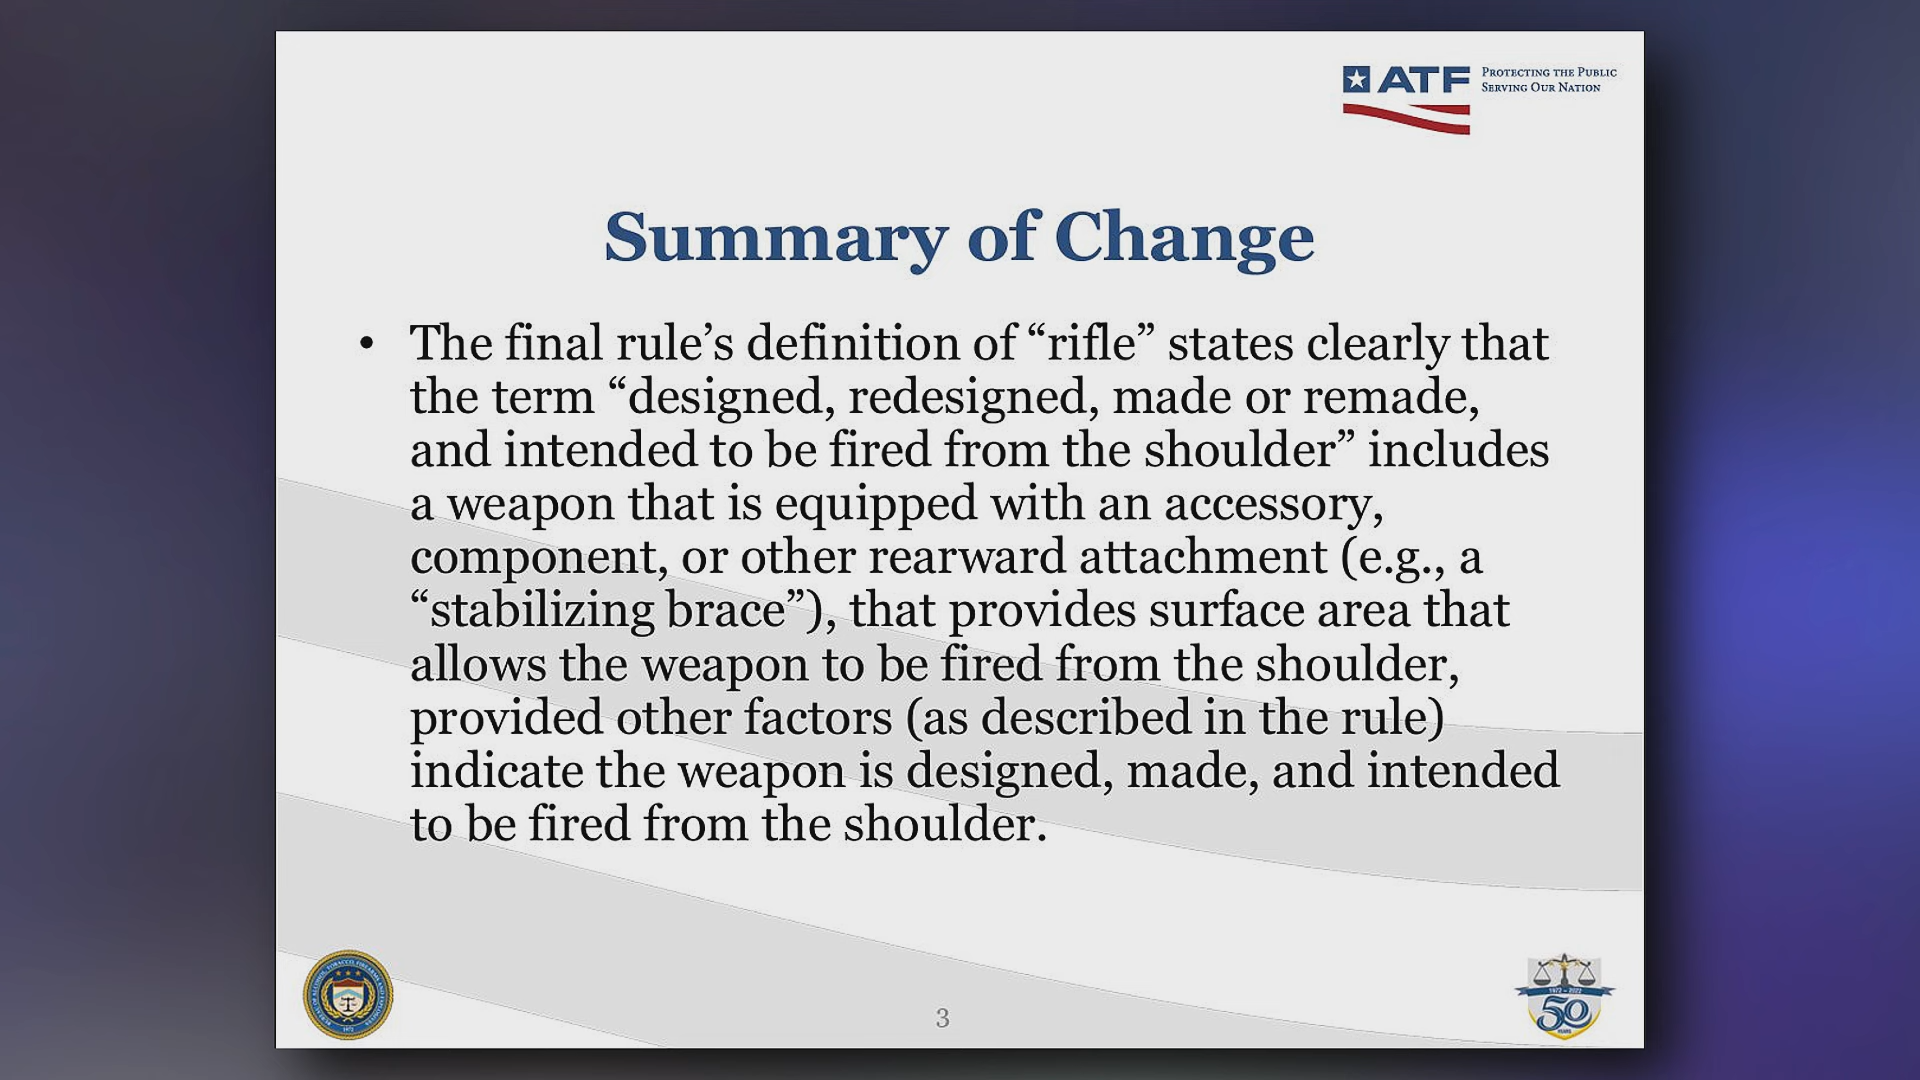 ATF
PROTECTING THE PUBLIC
SERVING OUR NATION
Summary of Change
• The final rule’s definition of “rifle” states clearly that
the term “designed, redesigned, made or remade,
and intended to be fired from the shoulder” includes
a weapon that is equipped with an accessory,
component, or other rearward attachment (e.g., a
“stabilizing brace”), that provides surface area that
allows the weapon to be fired from the shoulder,
provided other factors (as described in the rule)
indicate the weapon is designed, made, and intended
to be fired from the shoulder.
3
1972 - 2022
50
YEARS